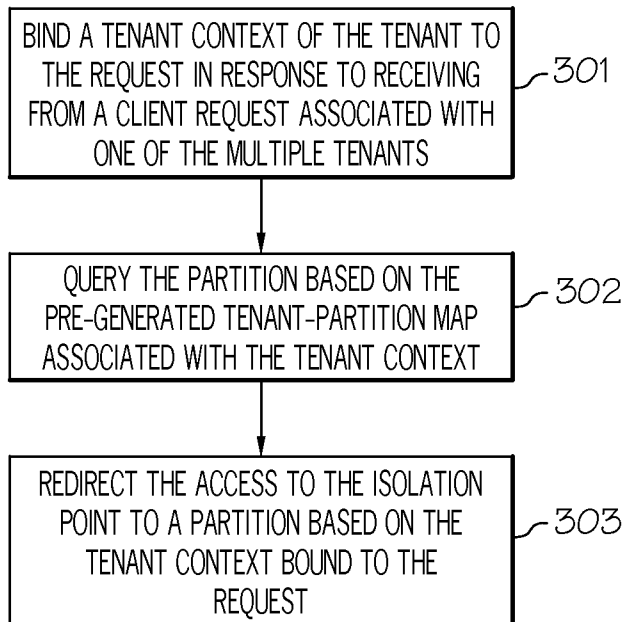 BIND A TENANT CONTEXT OF THE TENANT TO
THE REQUEST IN RESPONSE TO RECEIVING
FROM A CLIENT REQUEST ASSOCIATED WITH
ONE OF THE MULTIPLE TENANTS
301
QUERY THE PARTITION BASED ON THE
PRE-GENERATED TENANT-PARTITION MAP
ASSOCIATED WITH THE TENANT CONTEXT
302
REDIRECT THE ACCESS TO THE ISOLATION
POINT TO A PARTITION BASED ON THE
TENANT CONTEXT BOUND TO THE
REQUEST
303